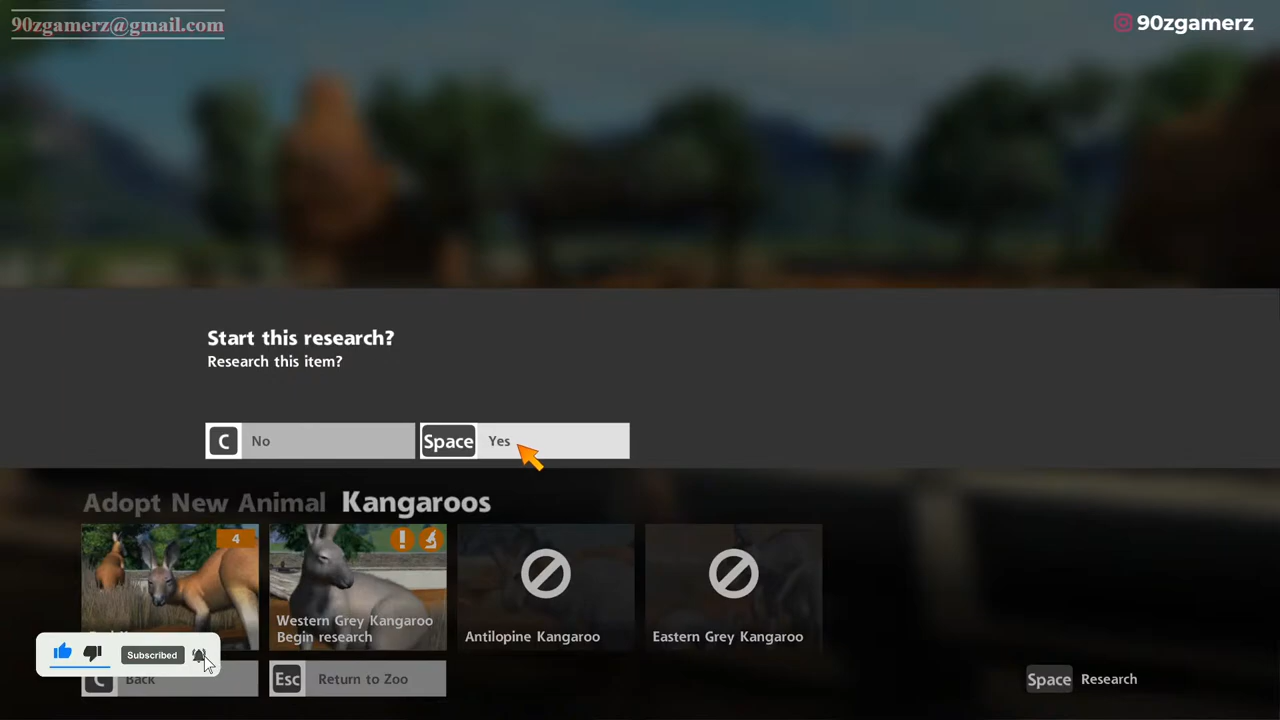 90zgamerz@gmail.com
90zgamerz
Start this research?
Research this item?
C No
Space Yes
Adopt New Animal Kangaroos
4
Western Grey Kangaroo
Begin research
Antilopine Kangaroo
Eastern Grey Kangaroo
Subscribed
C Back
Esc Return to Zoo
Space Research